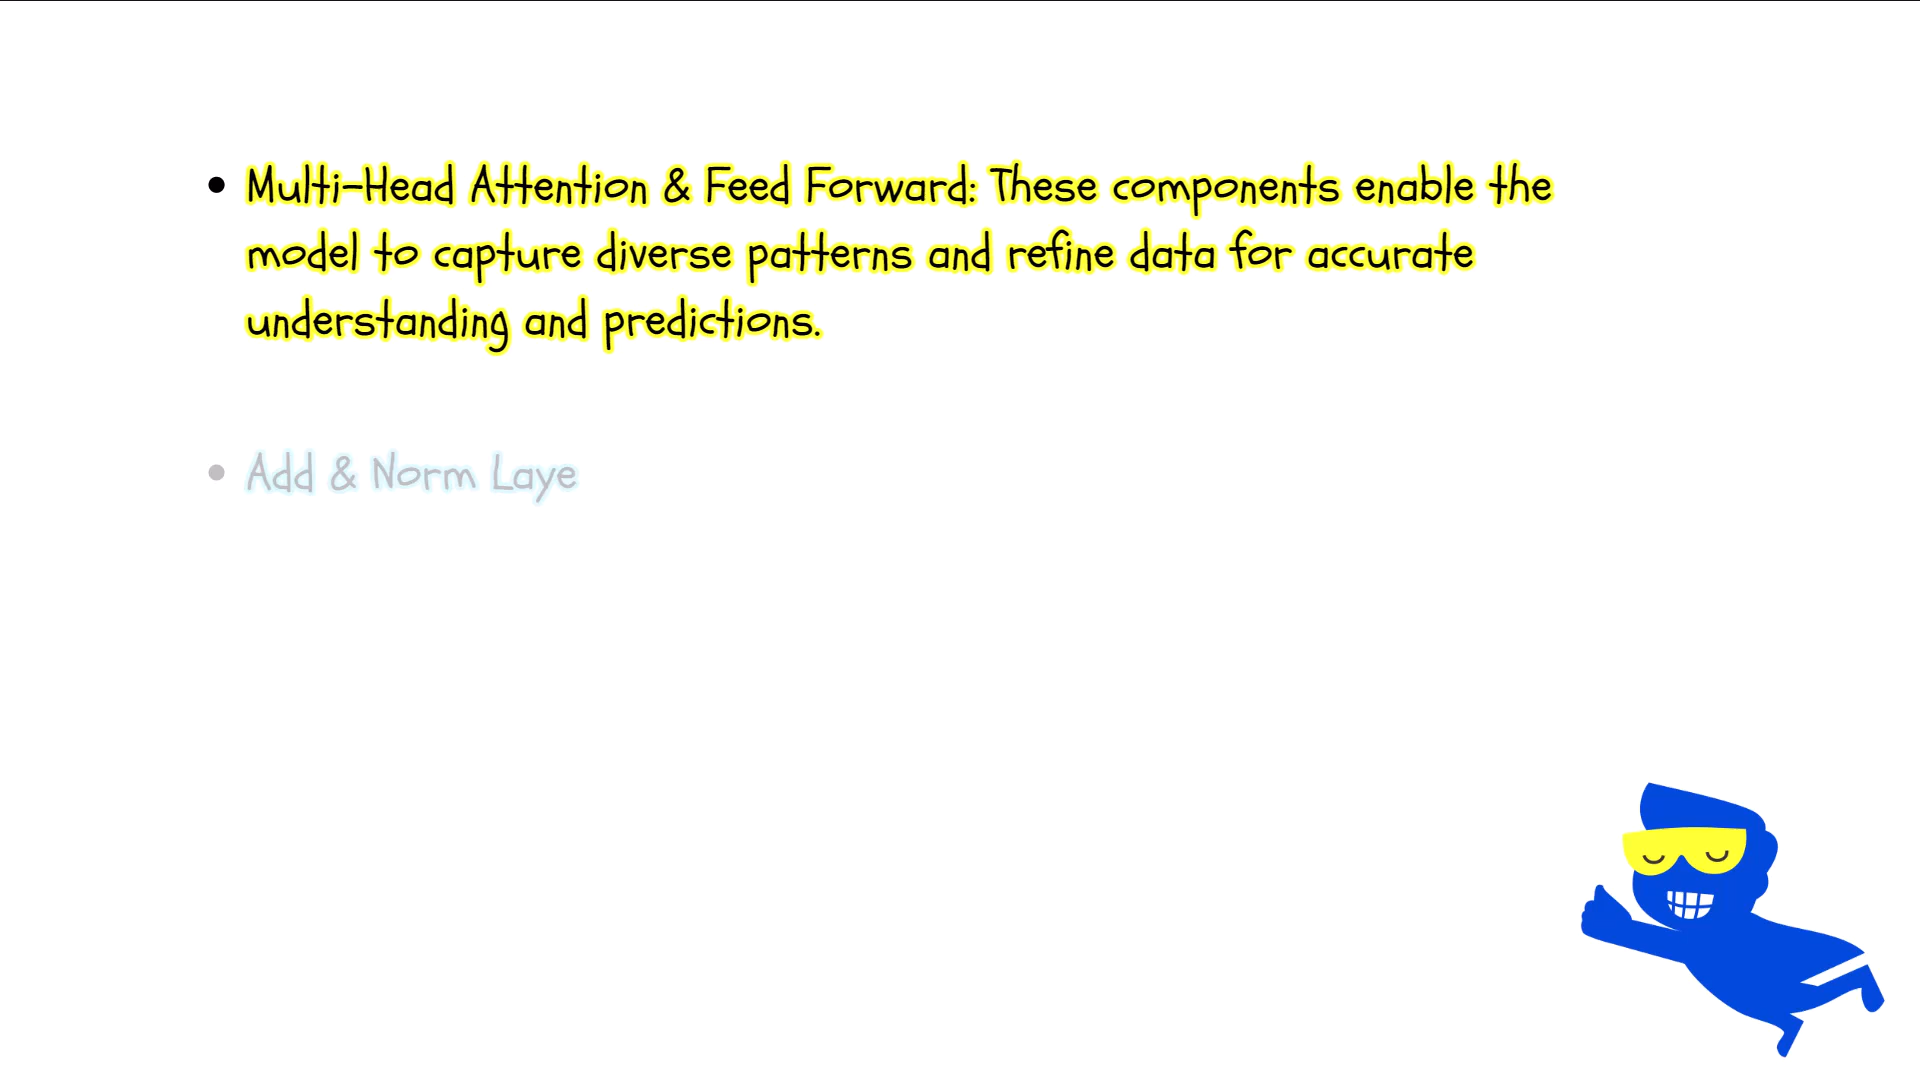 • Multi-Head Attention & Feed Forward: These components enable the
model to capture diverse patterns and refine data for accurate
understanding and predictions.
• Add & Norm Laye